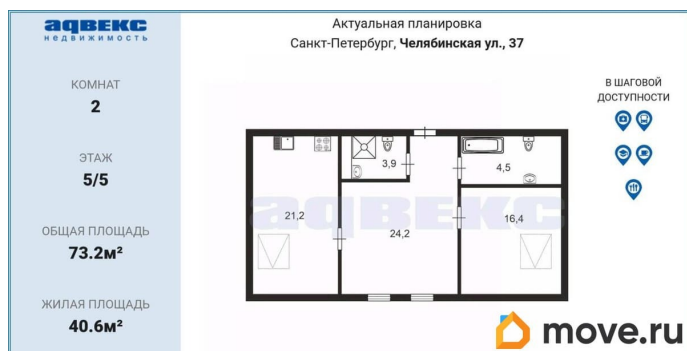 адвекс
недвижимость
КОМНАТ
2
ЭТАЖ
5/5
ОБЩАЯ ПЛОЩАДЬ
73.2м²
ЖИЛАЯ ПЛОЩАДЬ
40.6м²
Актуальная планировка
Санкт-Петербург, Челябинская ул., 37
В ШАГОВОЙ
ДОСТУПНОСТИ
3,9
4,5
адвекс
21,2
24,2
16,4
move.ru